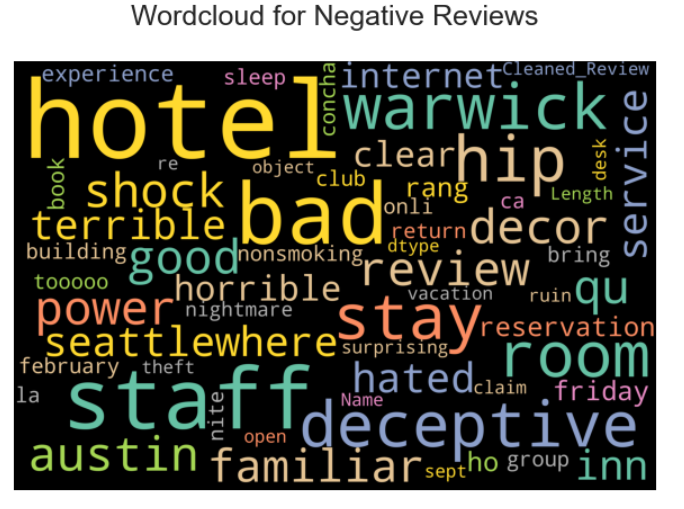 Wordcloud for Negative Reviews
experience
sleep
concha
internet
Cleaned_Review
hotel
warwick
service
re
object
clear
hip
desk
book
shock
club
rang
ca
Length
terrible
bad
onli
return
decor
building
good
nonsmoking
dtype
review
bring
tooooo
horrible
vacation
ruin
qu
power
nightmare
stay
reservation
seattlewhere
surprising
room
february
theft
hated
claim
friday
la
staff
nite
Name
deceptive
open
austin
familiar
sept
ho
group
inn